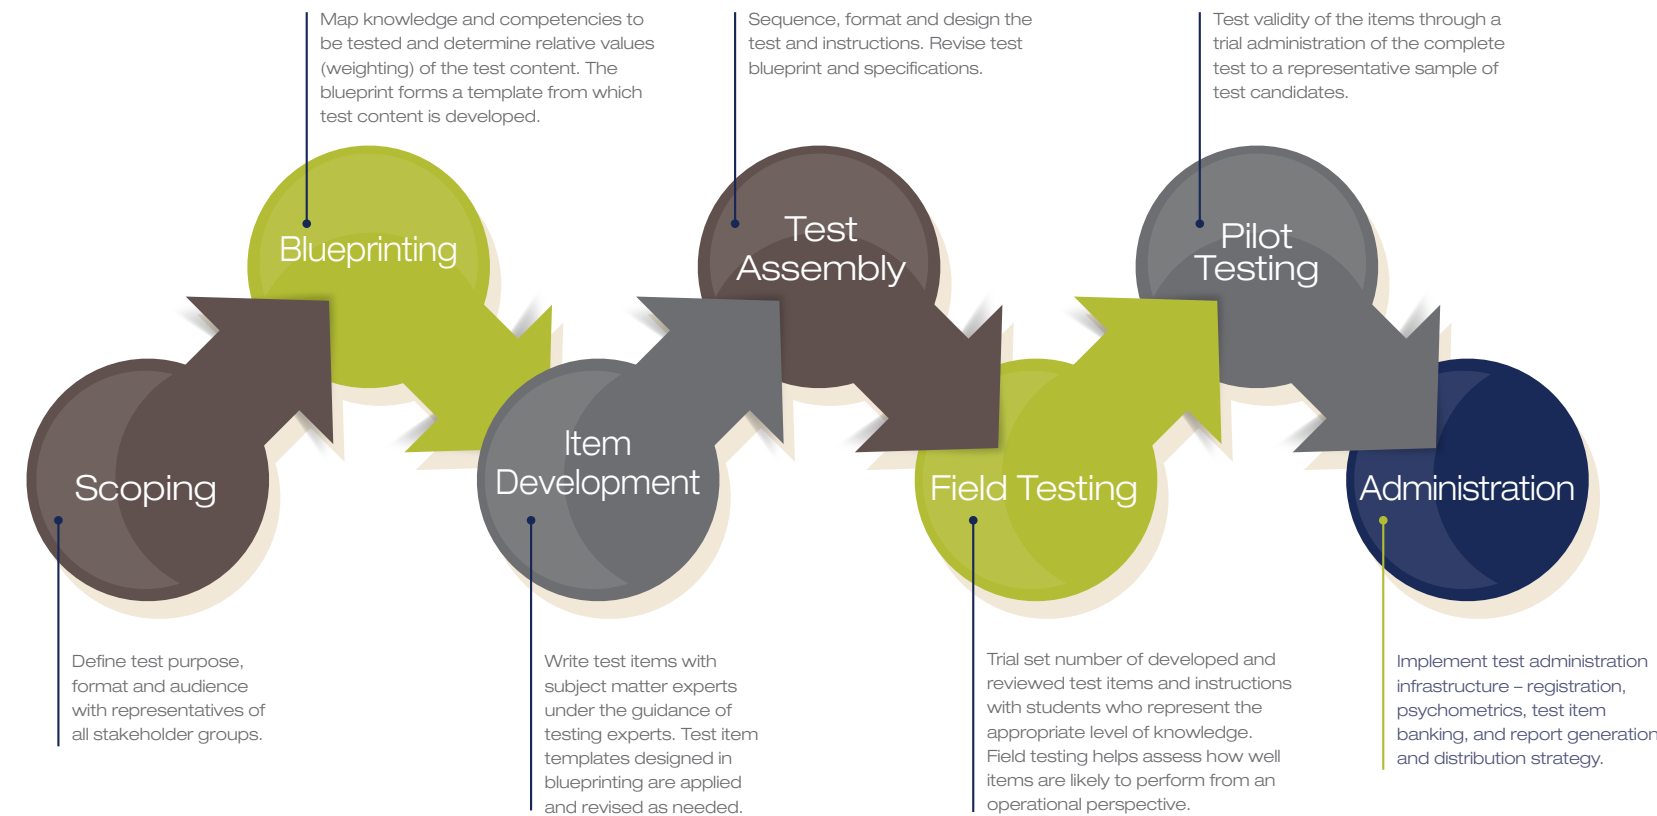 Map knowledge and competencies to
be tested and determine relative values
(weighting) of the test content. The
blueprint forms a template from which
test content is developed.
Sequence, format and design the
test and instructions. Revise test
blueprint and specifications.
Test validity of the items through a
trial administration of the complete
test to a representative sample of
test candidates.
Blueprinting
Test
Assembly
Pilot
Testing
Scoping
Item
Development
Field Testing
Administration
Define test purpose,
format and audience
with representatives of
all stakeholder groups.
Write test items with
subject matter experts
under the guidance of
testing experts. Test item
templates designed in
blueprinting are applied
and revised as needed.
Trial set number of developed and
reviewed test items and instructions
with students who represent the
appropriate level of knowledge.
Field testing helps assess how well
items are likely to perform from an
operational perspective.
Implement test administration
infrastructure – registration,
psychometrics, test item
banking, and report generation
and distribution strategy.